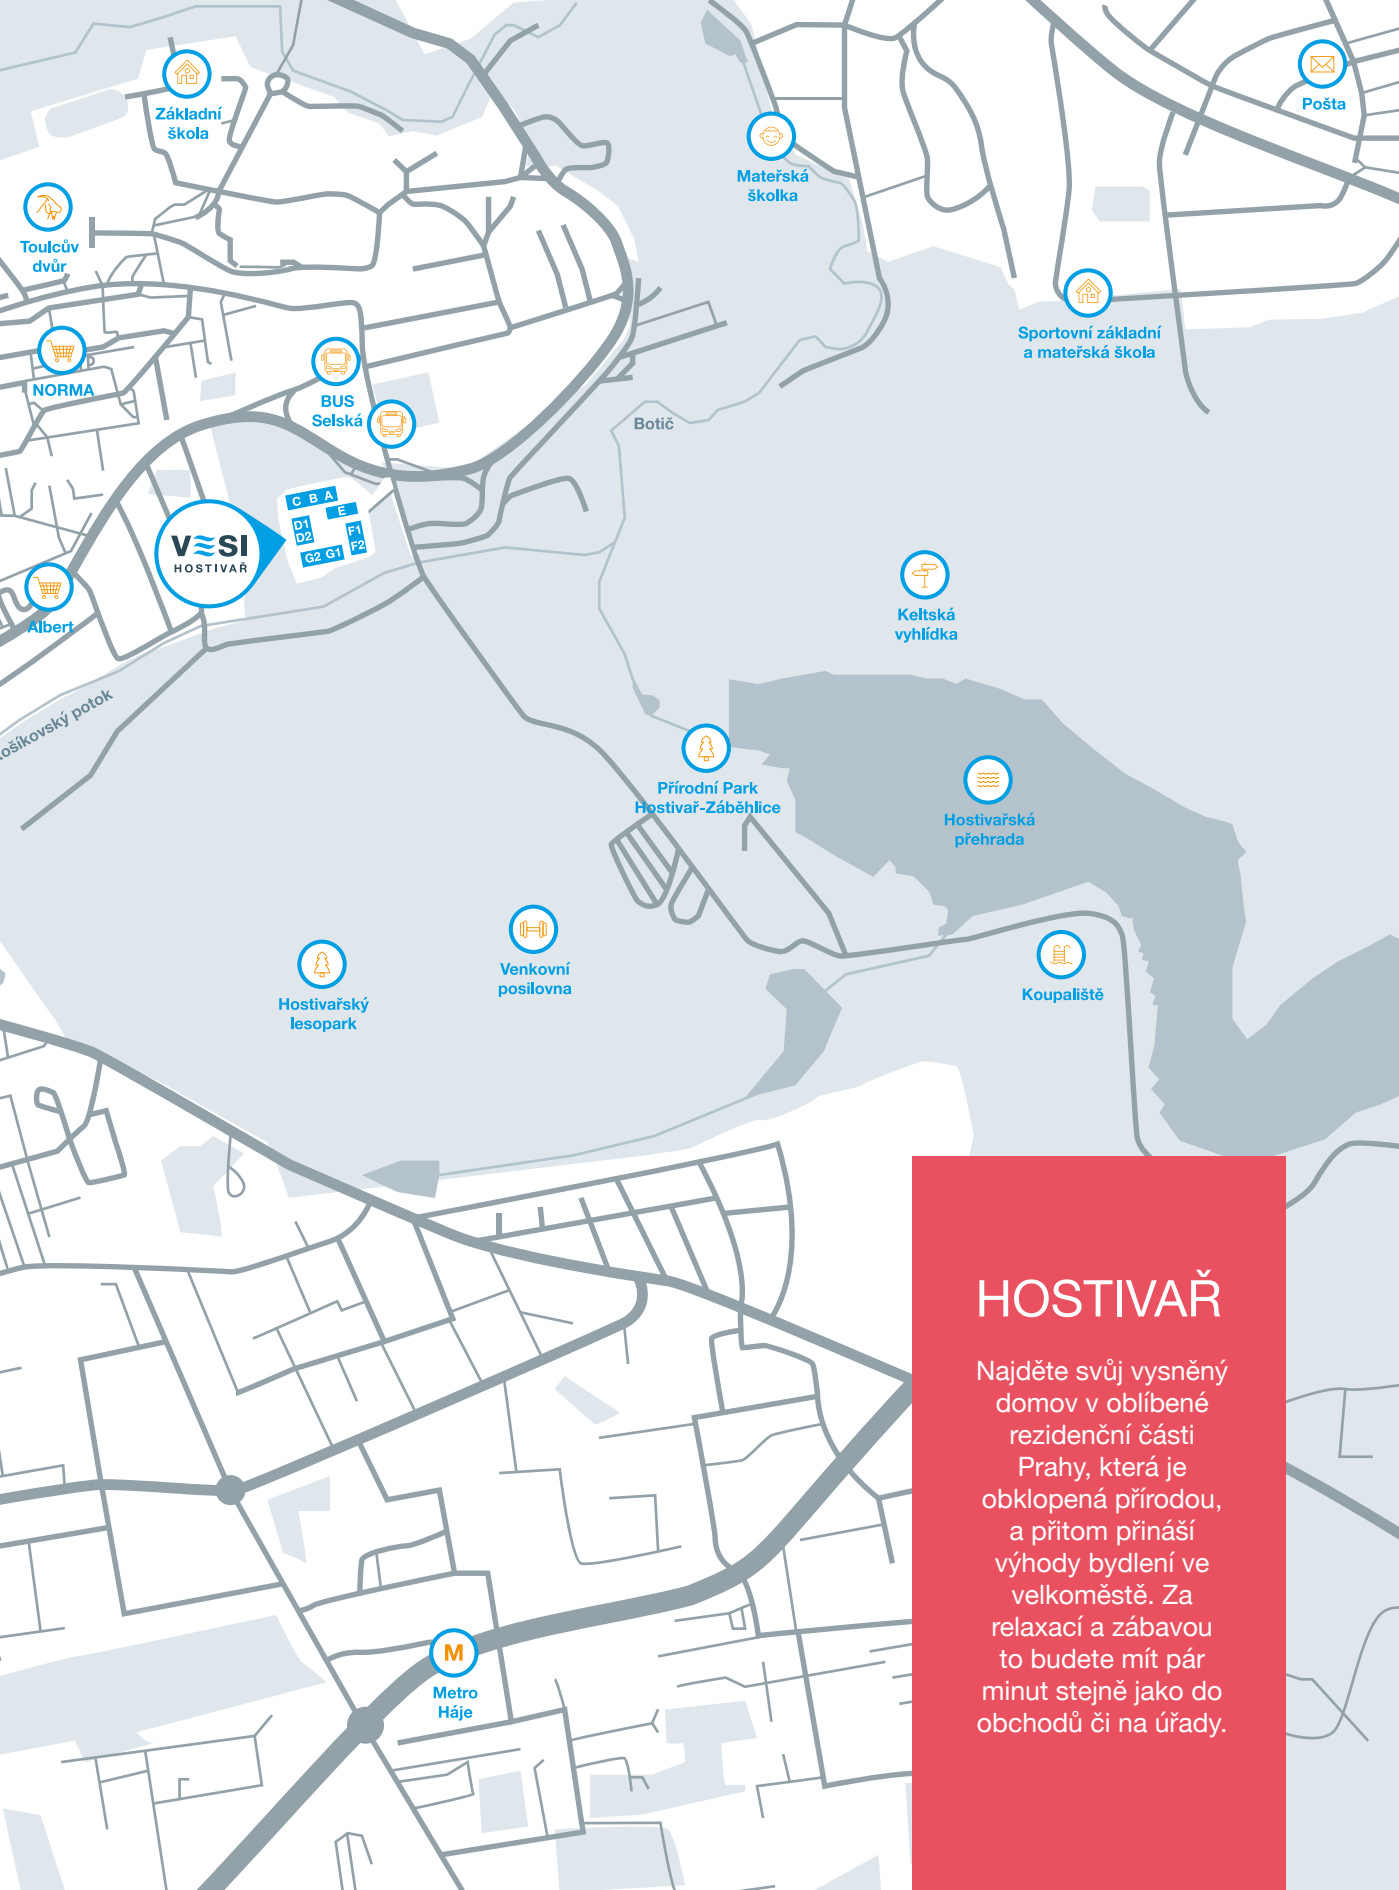 Základní
škola
Pošta
Mateřská
školka
Toulcův
dvůr
Sportovní základní
a mateřská škola
NORMA
BUS
Selská
Botič
C B A
E
D1
D2
F1
F2
G2 G1
VESI
HOSTIVAŘ
Albert
Keltská
vyhlídka
ošíkovský potok
Přírodní Park
Hostivař-Záběhlice
Hostivařská
přehrada
Venkovní
posilovna
Hostivařský
lesopark
Koupaliště
HOSTIVAŘ
Najděte svůj vysněný
domov v oblíbené
rezidenční části
Prahy, která je
obklopená přírodou,
a přitom přináší
výhody bydlení ve
velkoměstě. Za
relaxací a zábavou
to budete mít pár
minut stejně jako do
obchodů či na úřady.
M
Metro
Háje